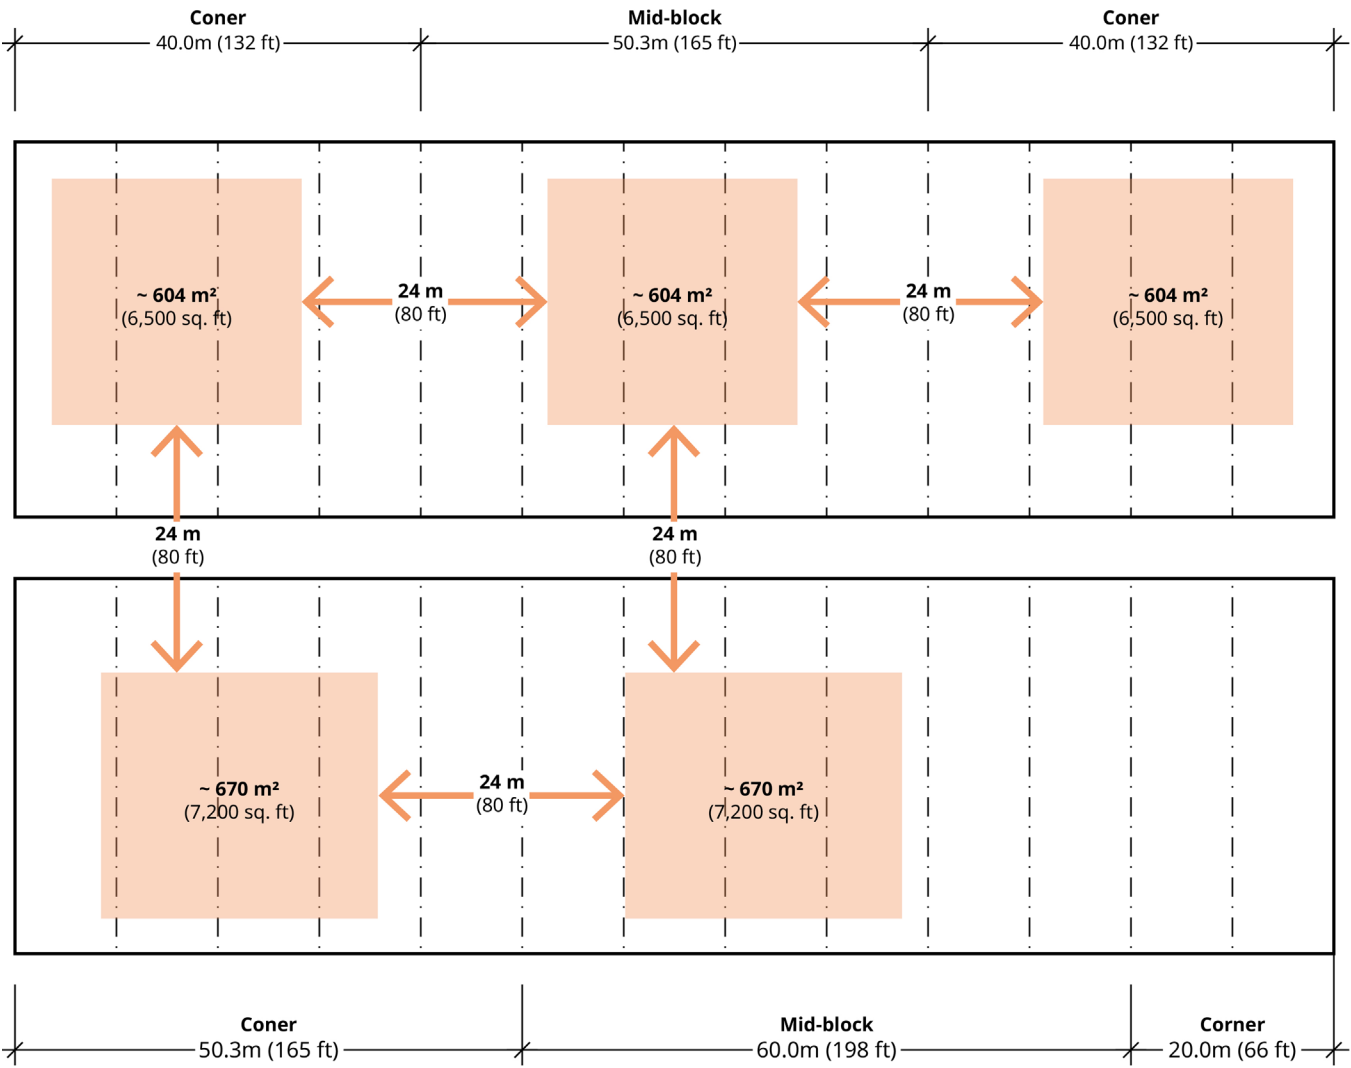 Coner
Mid-block
Coner
40.0m (132 ft)
50.3m (165 ft)
40.0m (132 ft)
24 m
(80 ft)
24 m
(80 ft)
~ 604 m²
(6,500 sq. ft)
~ 604 m²
(6,500 sq. ft)
~ 604 m²
(6,500 sq. ft)
24 m
(80 ft)
24 m
(80 ft)
24 m
(80 ft)
~ 670 m²
(7,200 sq. ft)
~ 670 m²
(7,200 sq. ft)
Coner
Mid-block
Corner
50.3m (165 ft)
60.0m (198 ft)
20.0m (66 ft)